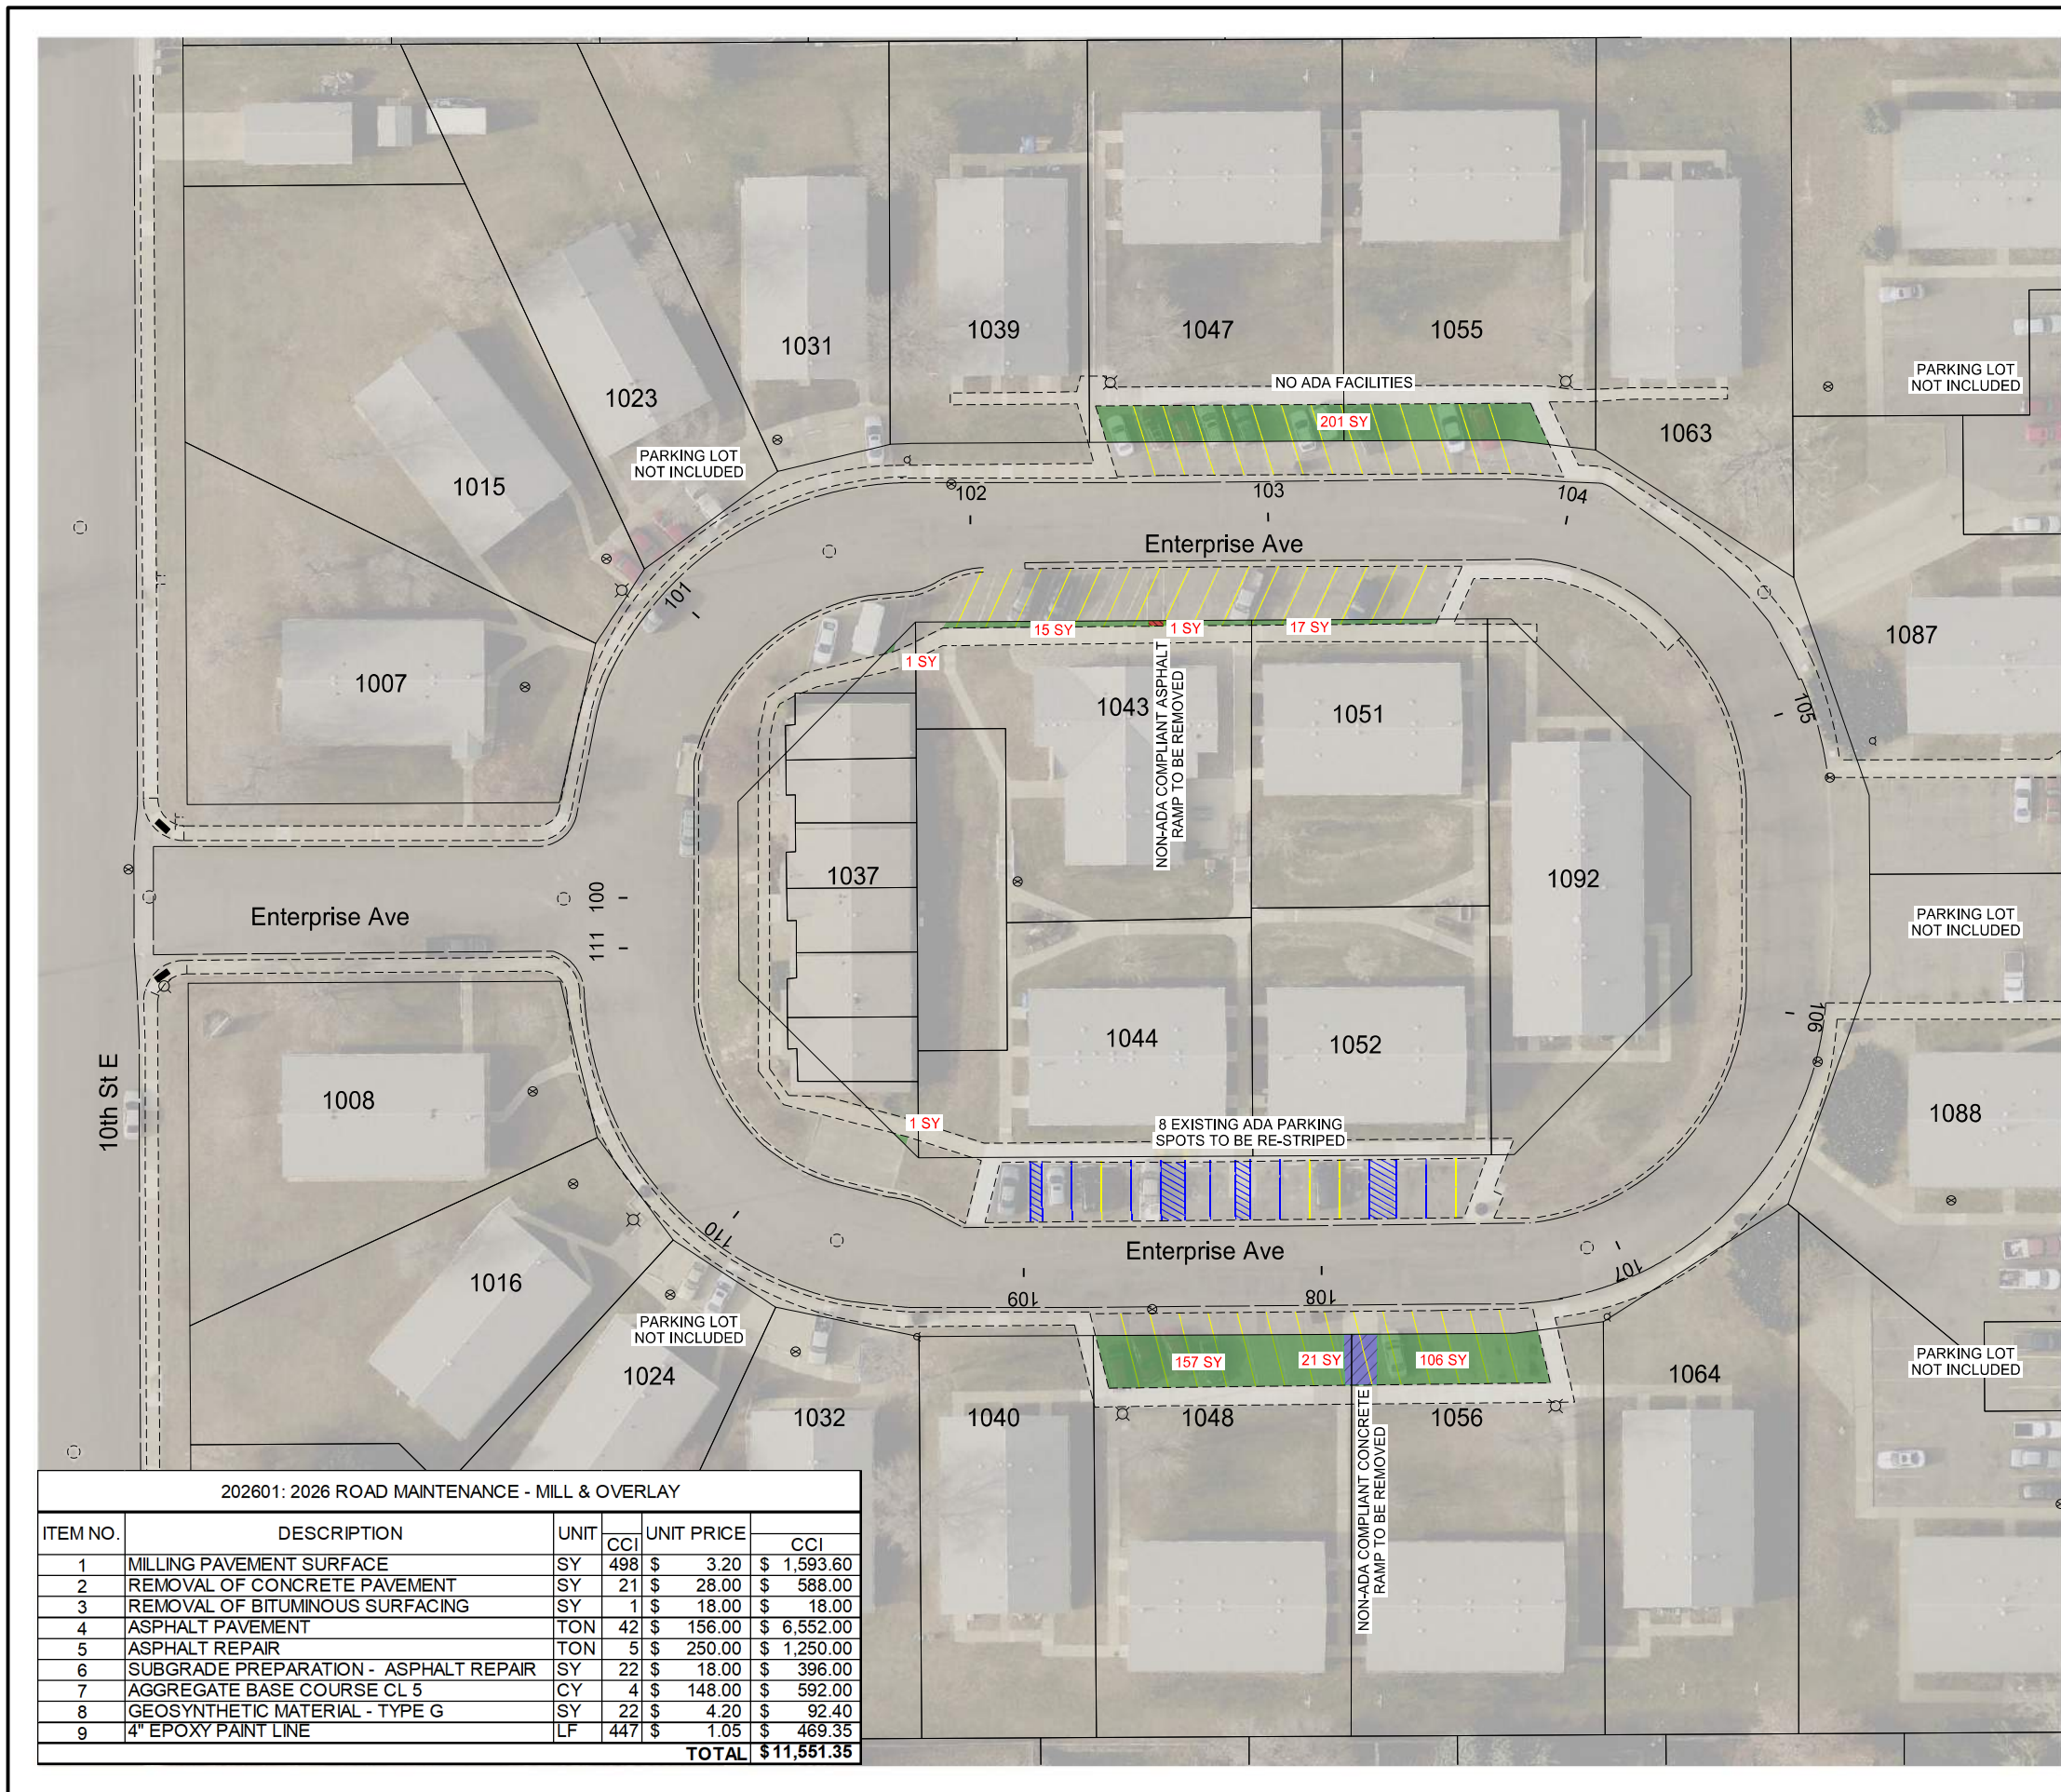 1039
1047
1055
1031
PARKING LOT
NOT INCLUDED
NO ADA FACILITIES
1023
201 SY
1063
PARKING LOT
NOT INCLUDED
1015
102
103
104
Enterprise Ave
101
15 SY
1 SY
17 SY
1087
1 SY
1007
NON-ADA COMPLIANT ASPHALT
RAMP TO BE REMOVED
1043
1051
105
1037
1092
100
Enterprise Ave
111
PARKING LOT
NOT INCLUDED
106
1044
1052
10th St E
1008
1 SY
8 EXISTING ADA PARKING
SPOTS TO BE RE-STRIPED
1088
110
Enterprise Ave
107
1016
109
108
PARKING LOT
NOT INCLUDED
157 SY
21 SY
106 SY
PARKING LOT
NOT INCLUDED
1024
1064
1032
1040
1048
1056
NON-ADA COMPLIANT CONCRETE
RAMP TO BE REMOVED
202601: 2026 ROAD MAINTENANCE - MILL & OVERLAY
ITEM NO. DESCRIPTION UNIT CCI UNIT PRICE CCI
1 MILLING PAVEMENT SURFACE SY 498 $ 3.20 $ 1,593.60
2 REMOVAL OF CONCRETE PAVEMENT SY 21 $ 28.00 $ 588.00
3 REMOVAL OF BITUMINOUS SURFACING SY 1 $ 18.00 $ 18.00
4 ASPHALT PAVEMENT TON 42 $ 156.00 $ 6,552.00
5 ASPHALT REPAIR TON 5 $ 250.00 $ 1,250.00
6 SUBGRADE PREPARATION - ASPHALT REPAIR SY 22 $ 18.00 $ 396.00
7 AGGREGATE BASE COURSE CL 5 CY 4 $ 148.00 $ 592.00
8 GEOSYNTHETIC MATERIAL - TYPE G SY 22 $ 4.20 $ 92.40
9 4" EPOXY PAINT LINE LF 447 $ 1.05 $ 469.35
TOTAL $11,551.35